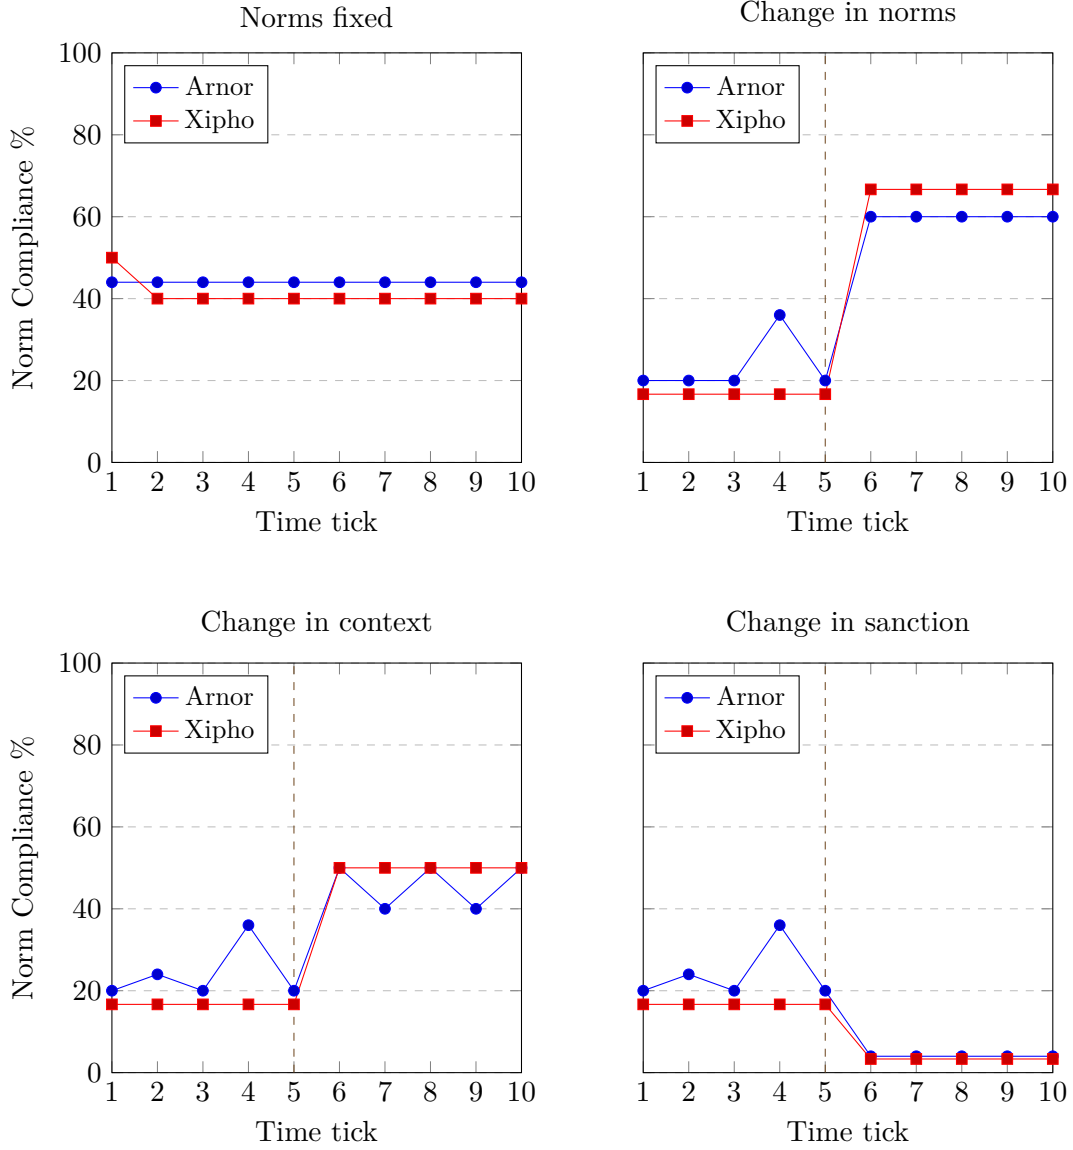 Norms fixed
Change in norms
Norm Compliance %
100
80
60
40
20
0
Arnor
Xipho
Arnor
Xipho
1 2 3 4 5 6 7 8 9 10
1 2 3 4 5 6 7 8 9 10
Time tick
Time tick
Change in context
Change in sanction
Norm Compliance %
100
80
60
40
20
0
Arnor
Xipho
Arnor
Xipho
1 2 3 4 5 6 7 8 9 10
1 2 3 4 5 6 7 8 9 10
Time tick
Time tick